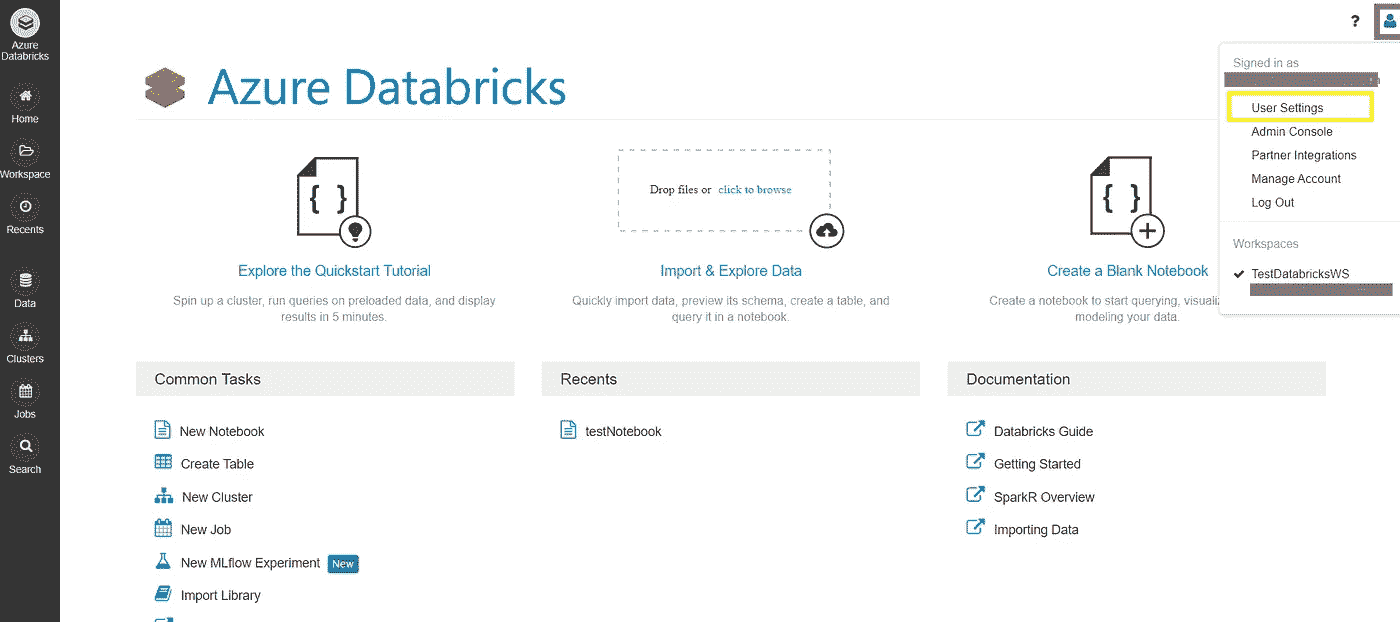 Azure
Databricks
Home
Workspace
Recents
Data
Clusters
Jobs
Search
?
Azure Databricks
{ }
Explore the Quickstart Tutorial
Spin up a cluster, run queries on preloaded data, and display
results in 5 minutes.
Drop files or click to browse
Import & Explore Data
Quickly import data, preview its schema, create a table, and
query it in a notebook.
{ }
Create a Blank Notebook
Create a notebook to start querying,
modeling your data.
Signed in as
User Settings
Admin Console
Partner Integrations
Manage Account
Log Out
Workspaces
TestDatabricksWS
Common Tasks
New Notebook
Create Table
New Cluster
New Job
New MLflow Experiment New
Import Library
Recents
testNotebook
Documentation
Databricks Guide
Getting Started
SparkR Overview
Importing Data